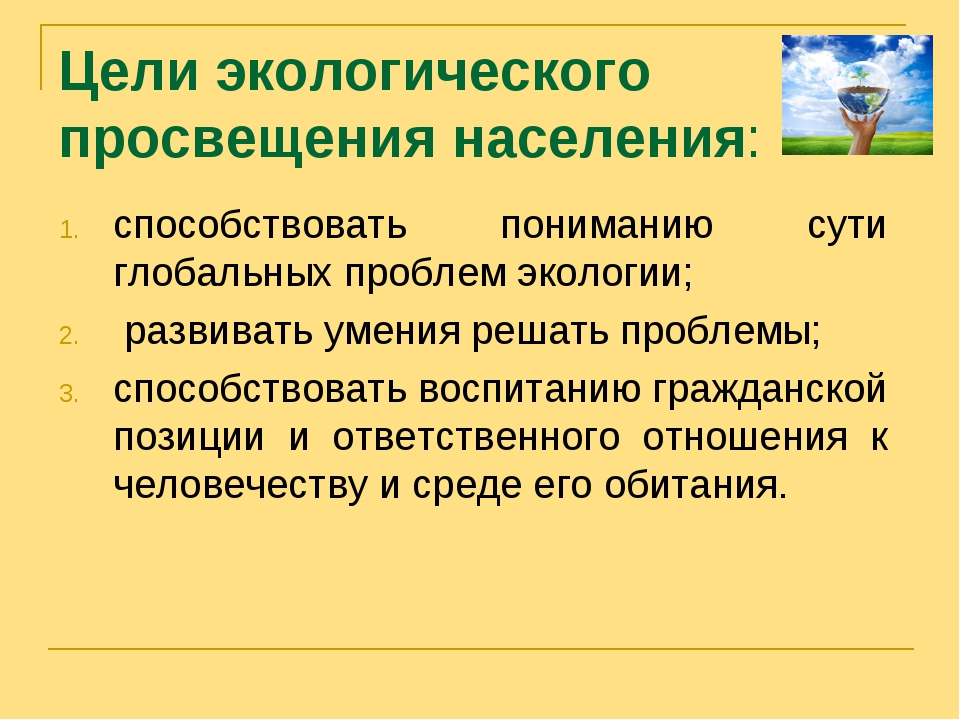 Цели экологического
просвещения населения:
1. способствовать пониманию сути
глобальных проблем экологии;
2. развивать умения решать проблемы;
3. способствовать воспитанию гражданской
позиции и ответственного отношения к
человечеству и среде его обитания.